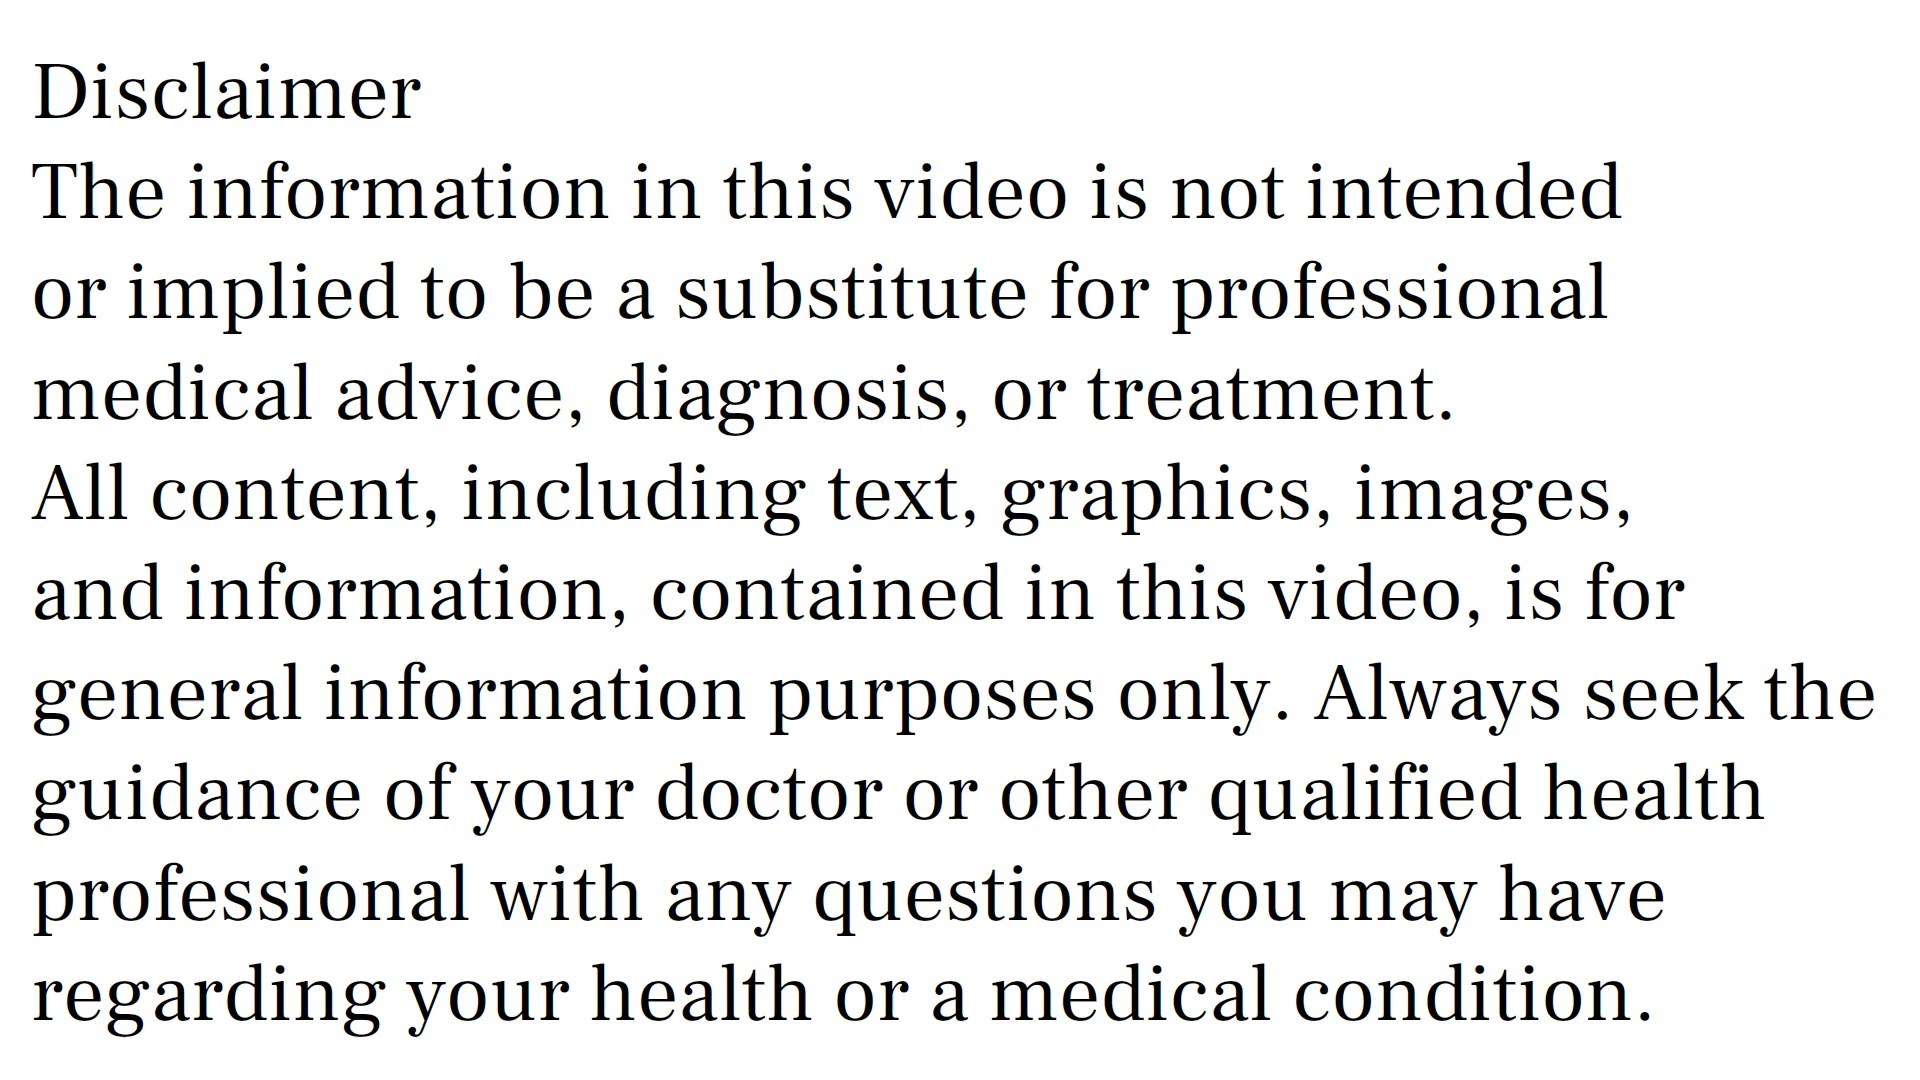 Disclaimer
The information in this video is not intended
or implied to be a substitute for professional
medical advice, diagnosis, or treatment.
All content, including text, graphics, images,
and information, contained in this video, is for
general information purposes only. Always seek the
guidance of your doctor or other qualified health
professional with any questions you may have
regarding your health or a medical condition.